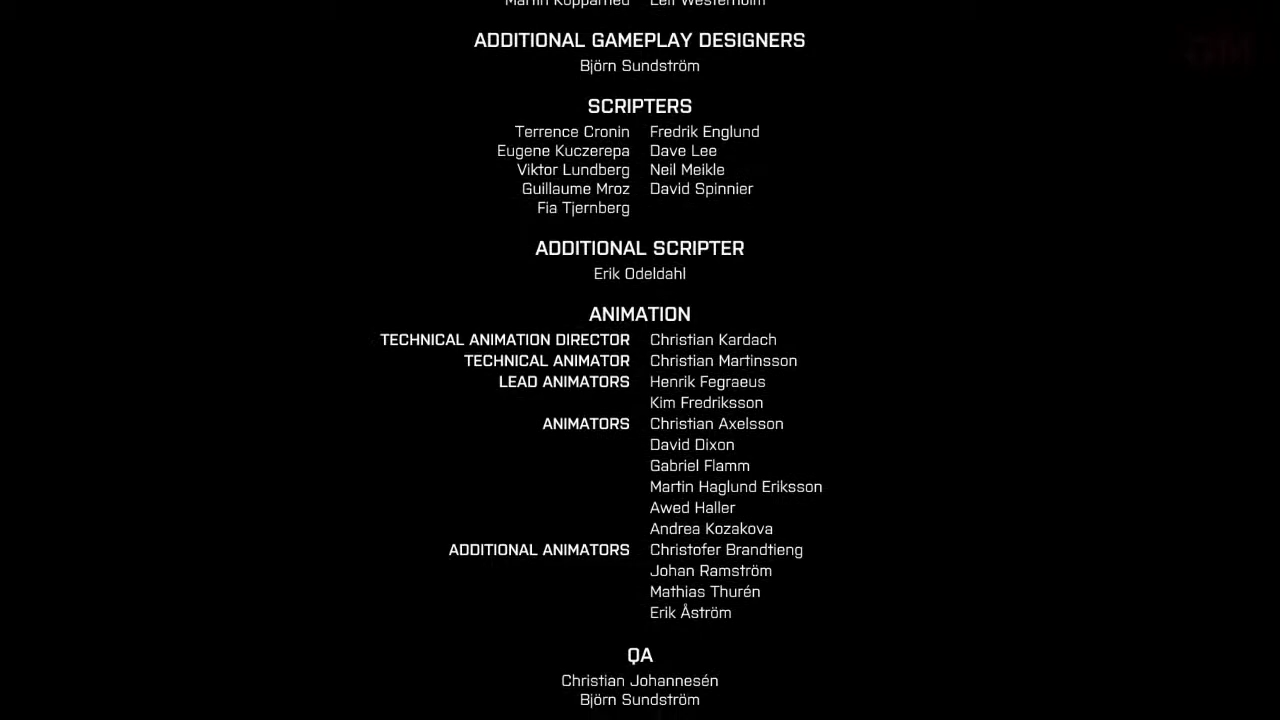 ADDITIONAL GAMEPLAY DESIGNERS
Björn Sundström
SCRIPTERS
Terrence Cronin Fredrik Englund
Eugene Kuczerepa Dave Lee
Viktor Lundberg Neil Meikle
Guillaume Mroz David Spinnier
Fia Tjernberg
ADDITIONAL SCRIPTER
Erik Odeldahl
ANIMATION
TECHNICAL ANIMATION DIRECTOR Christian Kardach
TECHNICAL ANIMATOR Christian Martinsson
LEAD ANIMATORS Henrik Fegraeus
Kim Fredriksson
ANIMATORS Christian Axelsson
David Dixon
Gabriel Flamm
Martin Haglund Eriksson
Awed Haller
Andrea Kozakova
ADDITIONAL ANIMATORS Christofer Brandtieng
Johan Ramström
Mathias Thurén
Erik Åström
QA
Christian Johannesén
Björn Sundström